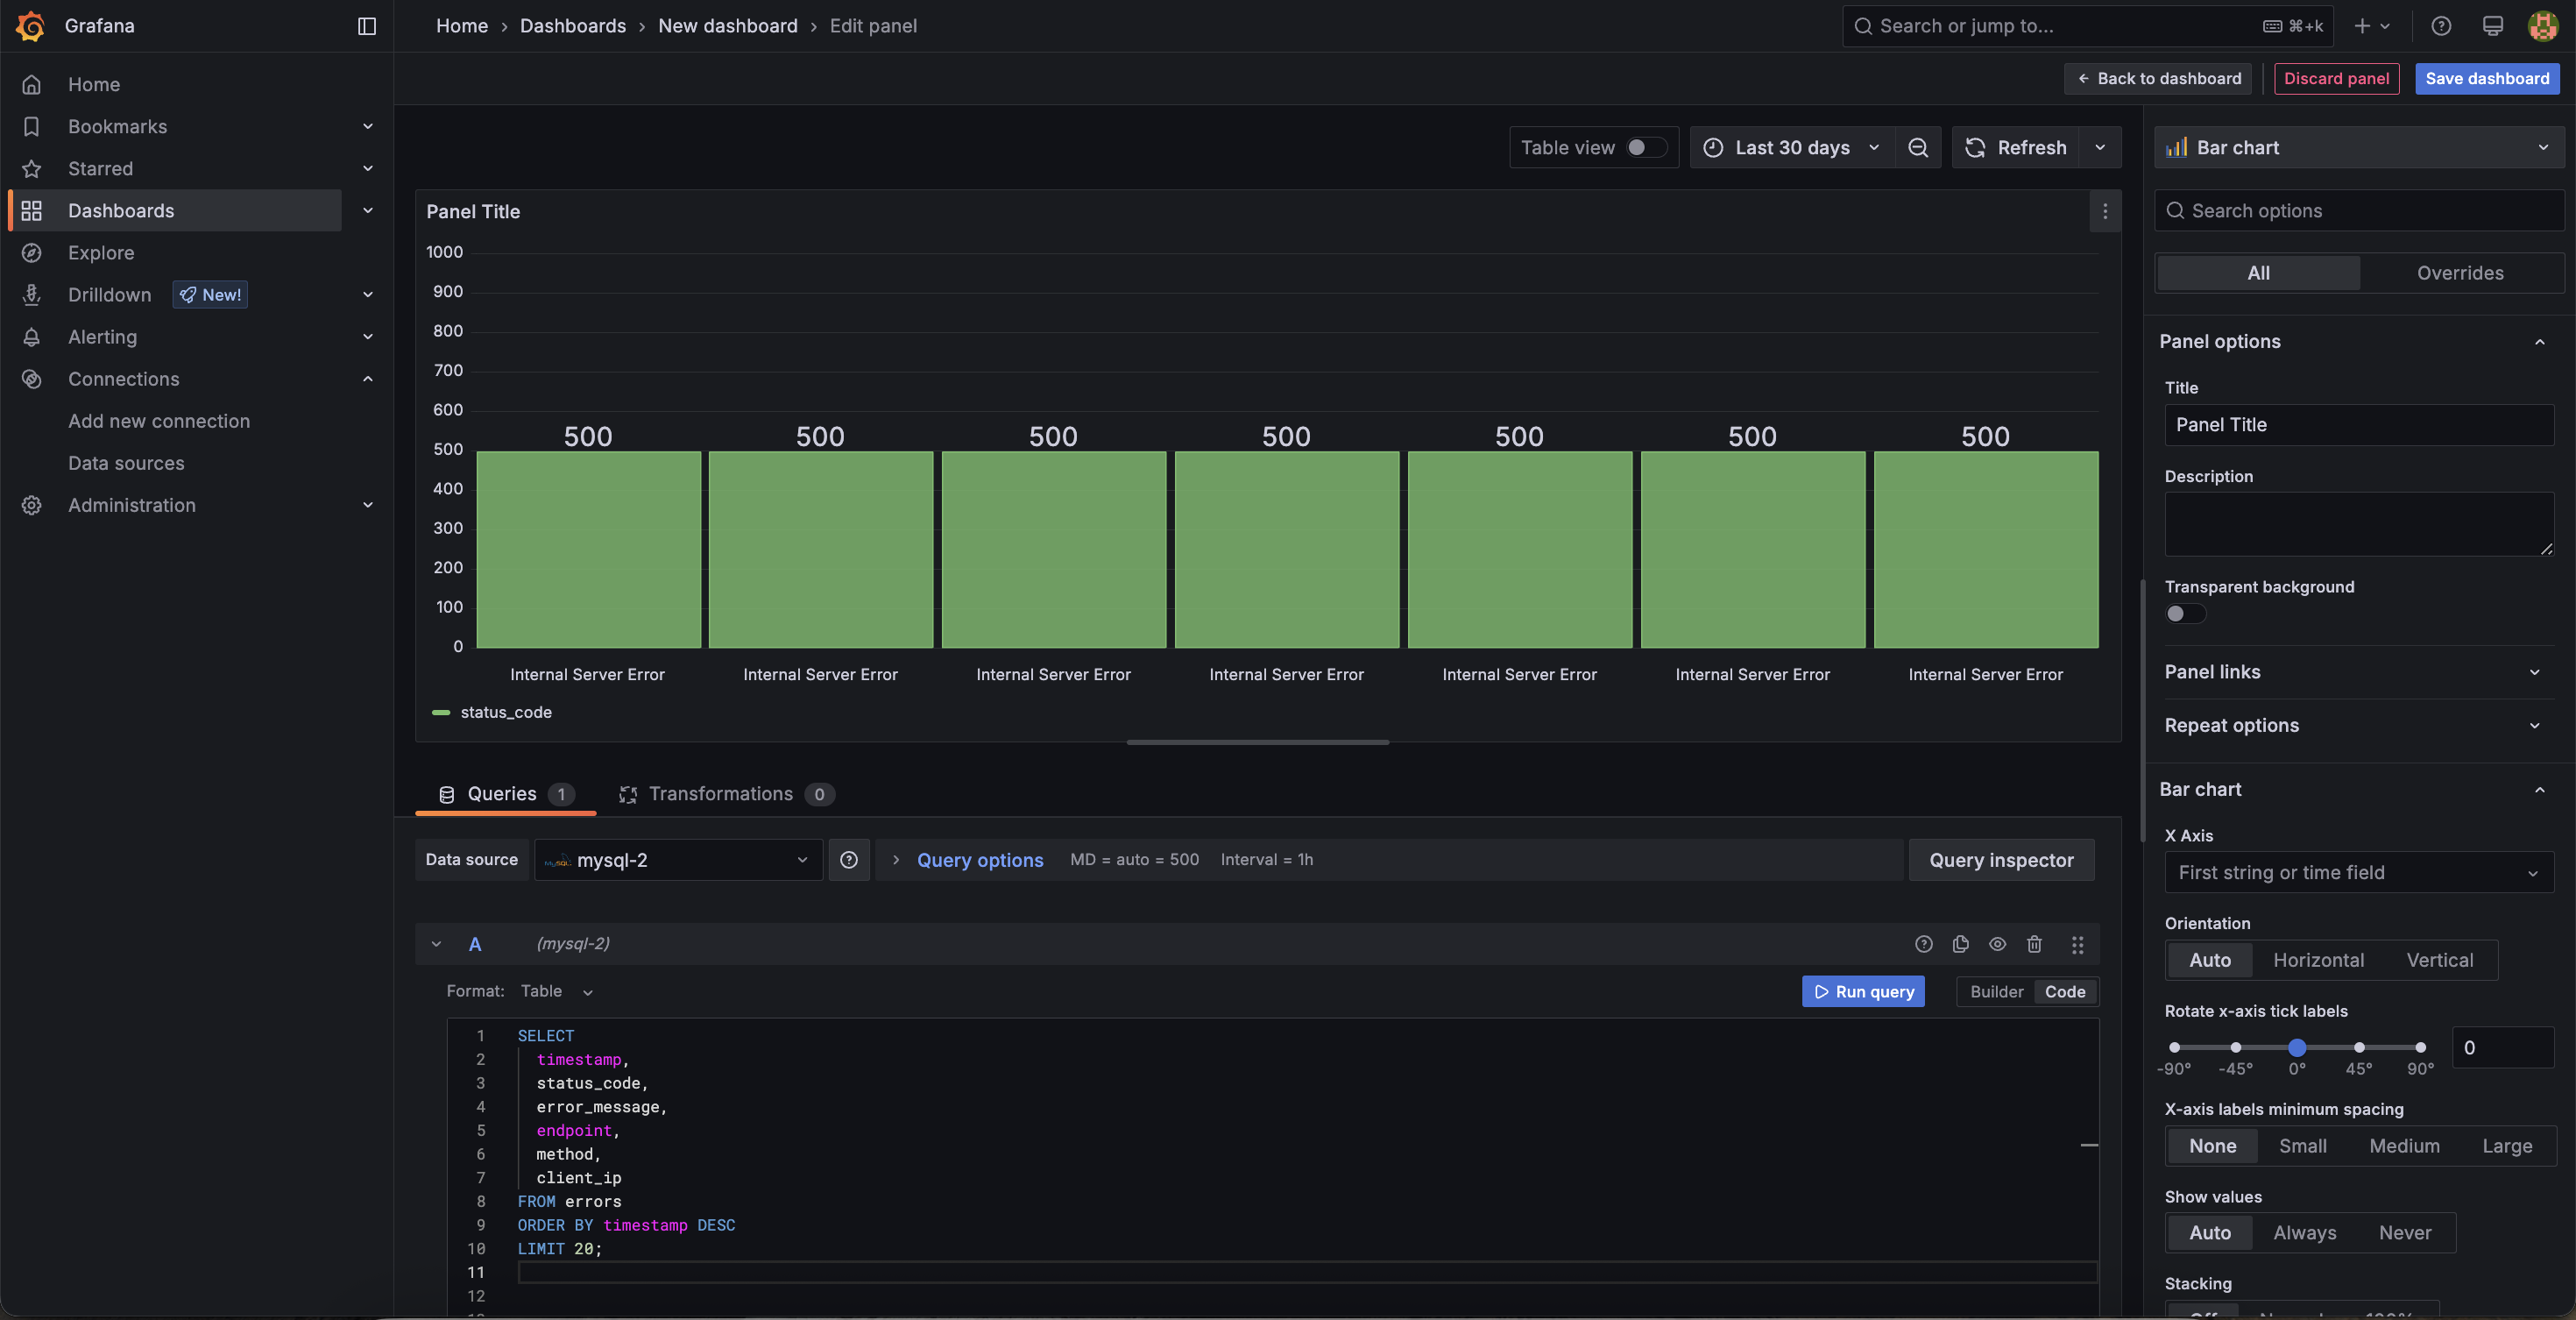 Grafana
Home › Dashboards › New dashboard › Edit panel
Search or jump to...
⌘+k
Home
Bookmarks
Starred
Dashboards
Explore
Drilldown
New!
Alerting
Connections
Add new connection
Data sources
Administration
Back to dashboard
Discard panel
Save dashboard
Table view
Last 30 days
Refresh
Panel Title
1000
900
800
700
600
500
400
300
200
100
0
500 500 500 500 500 500 500
Internal Server Error Internal Server Error Internal Server Error Internal Server Error Internal Server Error Internal Server Error Internal Server Error
status_code
Queries 1
Transformations 0
Data source
MySQL mysql-2
Query options
MD = auto = 500
Interval = 1h
Query inspector
A
(mysql-2)
Format: Table
Run query
Builder
Code
1 SELECT
2 timestamp,
3 status_code,
4 error_message,
5 endpoint,
6 method,
7 client_ip
8 FROM errors
9 ORDER BY timestamp DESC
10 LIMIT 20;
11
12
Bar chart
Search options
All
Overrides
Panel options
Title
Panel Title
Description
Transparent background
Panel links
Repeat options
Bar chart
X Axis
First string or time field
Orientation
Auto Horizontal Vertical
Rotate x-axis tick labels
0
-90° -45° 0° 45° 90°
X-axis labels minimum spacing
None Small Medium Large
Show values
Auto Always Never
Stacking